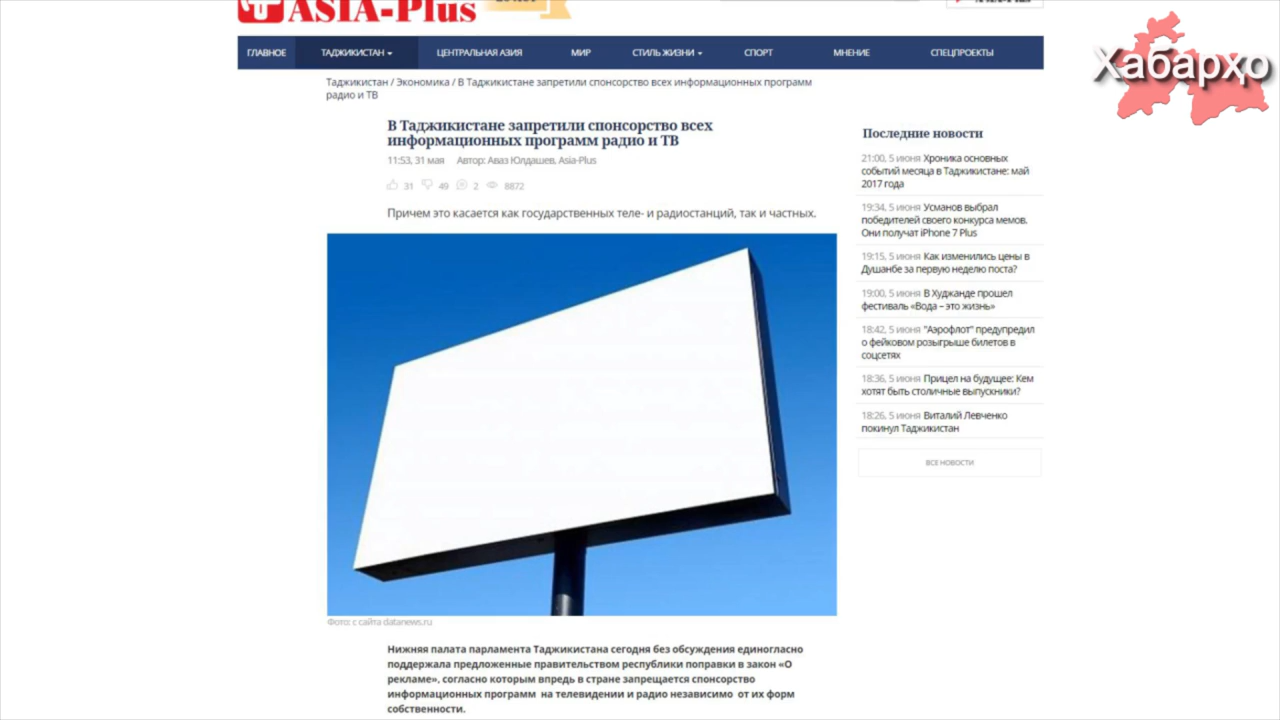 ASIA-Plus
ГЛАВНОЕ ТАДЖИКИСТАН ЦЕНТРАЛЬНАЯ АЗИЯ МИР СТИЛЬ ЖИЗНИ СПОРТ МНЕНИЕ СПЕЦПРОЕКТЫ
Хабарҳо
Таджикистан / Экономика / В Таджикистане запретили спонсорство всех информационных программ
радио и ТВ
В Таджикистане запретили спонсорство всех
информационных программ радио и ТВ
11:53, 31 мая Автор: Аваз Юлдашев, Asia-Plus
31 49 2 8872
Причем это касается как государственных теле- и радиостанций, так и частных.
Фото: с сайта datanews.ru
Нижняя палата парламента Таджикистана сегодня без обсуждения единогласно
поддержала предложенные правительством республики поправки в закон «О
рекламе», согласно которым впредь в стране запрещается спонсорство
информационных программ на телевидении и радио независимо от их форм
собственности.
Последние новости
21:00, 5 июня Хроника основных
событий месяца в Таджикистане: май
2017 года
19:34, 5 июня Усманов выбрал
победителей своего конкурса мемов.
Они получат iPhone 7 Plus
19:15, 5 июня Как изменились цены в
Душанбе за первую неделю поста?
19:00, 5 июня В Худжанде прошел
фестиваль «Вода – это жизнь»
18:42, 5 июня "Аэрофлот" предупредил
о фейковом розыгрыше билетов в
соцсетях
18:36, 5 июня Прицел на будущее: Кем
хотят быть столичные выпускники?
18:26, 5 июня Виталий Левченко
покинул Таджикистан
ВСЕ НОВОСТИ